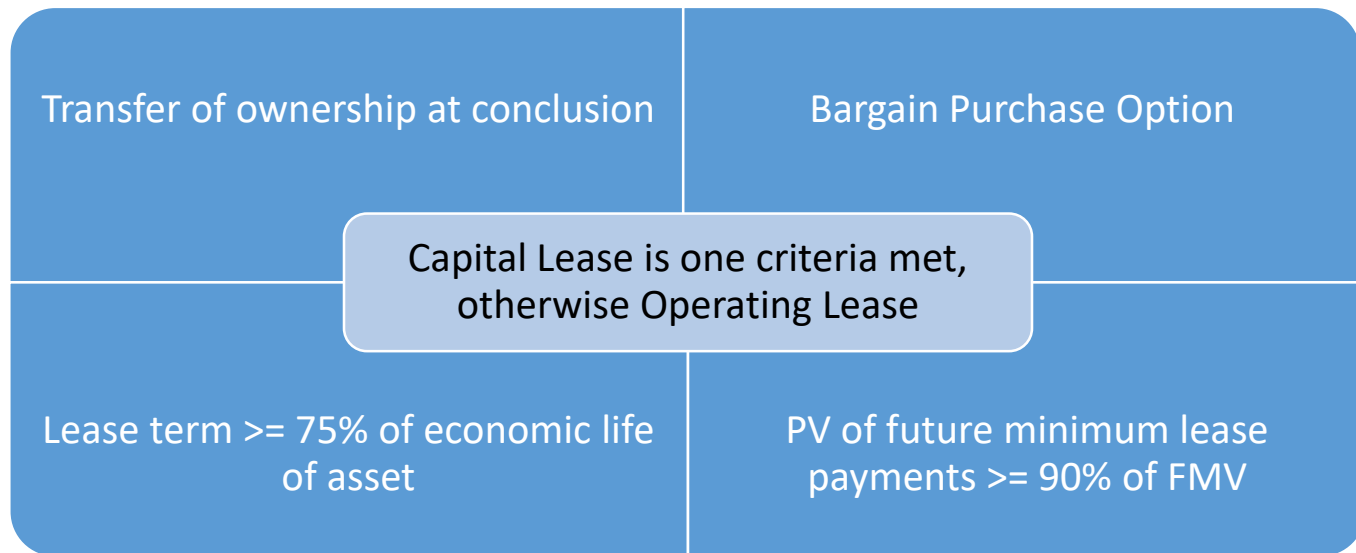 Transfer of ownership at conclusion
Bargain Purchase Option
Capital Lease is one criteria met,
otherwise Operating Lease
Lease term >= 75% of economic life
of asset
PV of future minimum lease
payments >= 90% of FMV